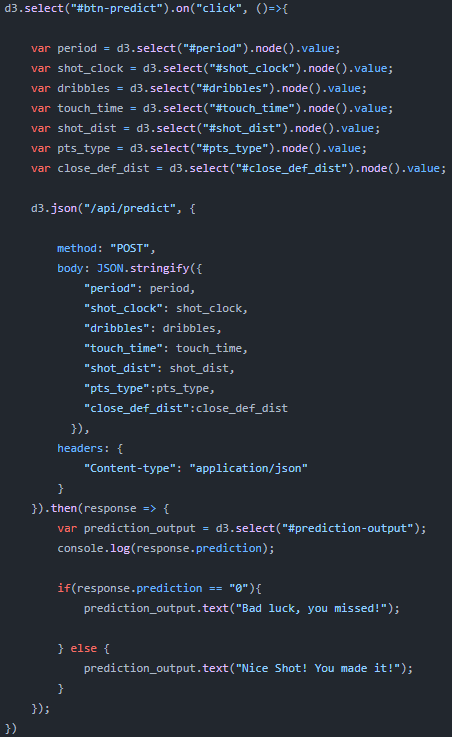 d3.select("#btn-predict").on("click", ()=>{
var period = d3.select("#period").node().value;
var shot_clock = d3.select("#shot_clock").node().value;
var dribbles = d3.select("#dribbles").node().value;
var touch_time = d3.select("#touch_time").node().value;
var shot_dist = d3.select("#shot_dist").node().value;
var pts_type = d3.select("#pts_type").node().value;
var close_def_dist = d3.select("#close_def_dist").node().value;
d3.json("/api/predict", {
method: "POST",
body: JSON.stringify({
"period": period,
"shot_clock": shot_clock,
"dribbles": dribbles,
"touch_time": touch_time,
"shot_dist": shot_dist,
"pts_type":pts_type,
"close_def_dist":close_def_dist
}),
headers: {
"Content-type": "application/json"
}
}).then(response => {
var prediction_output = d3.select("#prediction-output");
console.log(response.prediction);
if(response.prediction == "0"){
prediction_output.text("Bad luck, you missed!");
} else {
prediction_output.text("Nice Shot! You made it!");
}
});
})